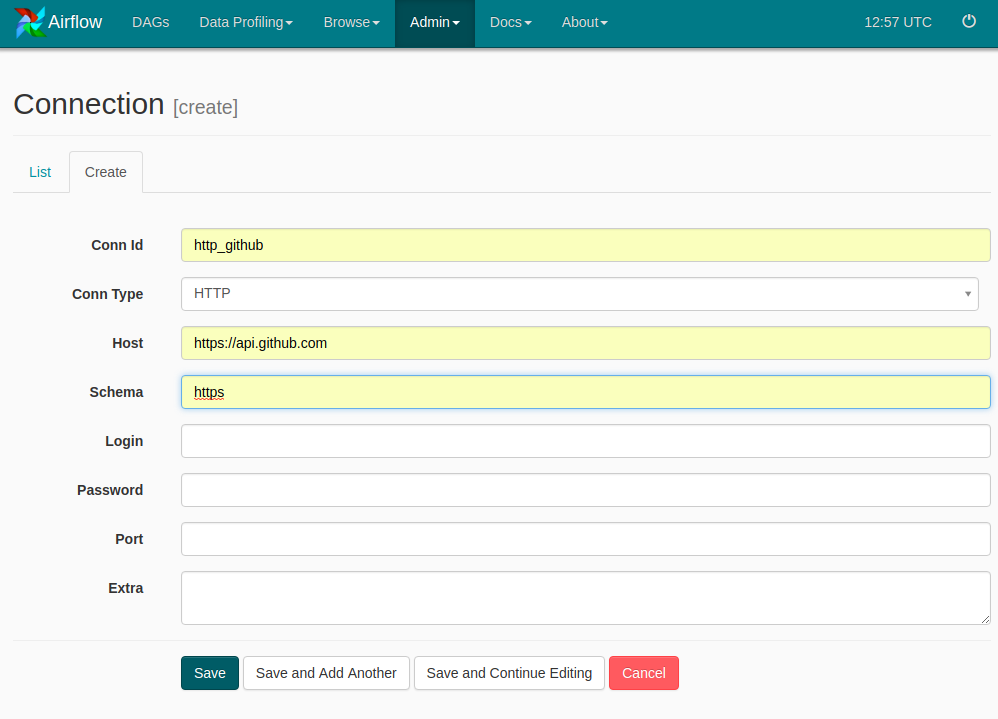 Airflow DAGs Data Profiling Browse Admin Docs About 12:57 UTC
Connection [create]
List Create
Conn Id http_github
Conn Type HTTP
Host https://api.github.com
Schema https
Login
Password
Port
Extra
Save Save and Add Another Save and Continue Editing Cancel